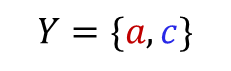 Y = {a, c}